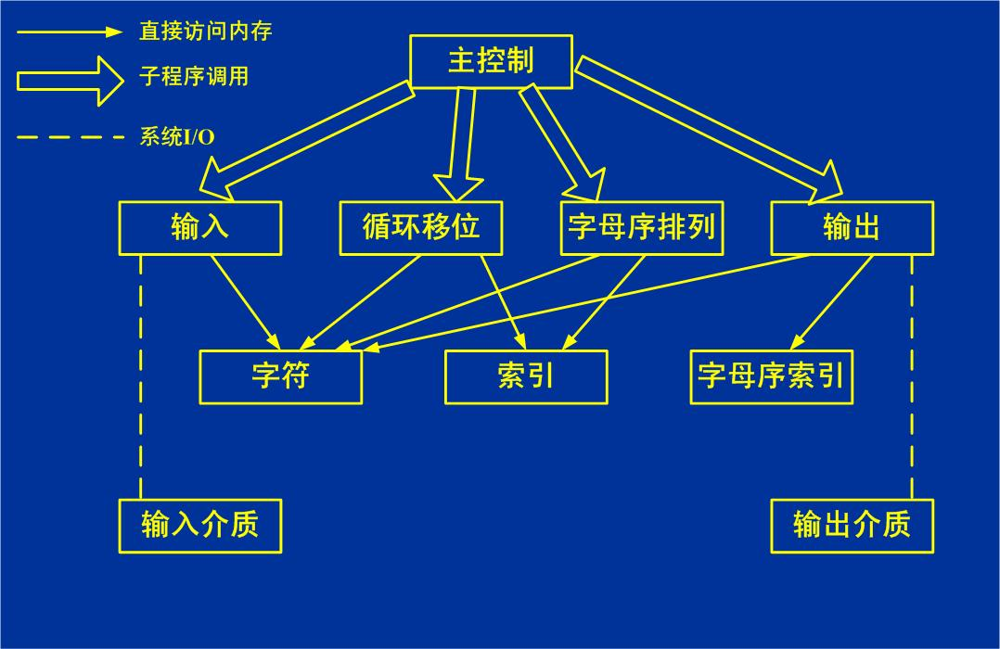 直接访问内存
子程序调用
系统I/O
主控制
输入
循环移位
字母序排列
输出
字符
索引
字母序索引
输入介质
输出介质